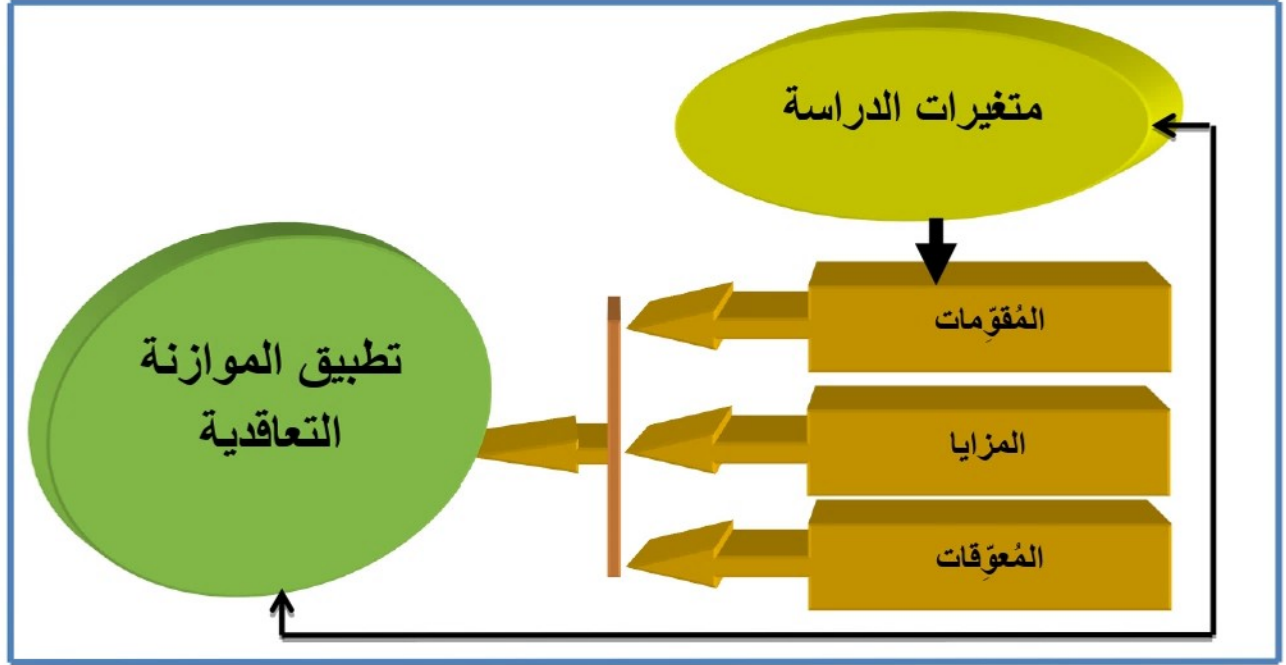 متغيرات الدراسة
المُقوِّمات
المزايا
المُعوِّقات
تطبيق الموازنة
التعاقدية